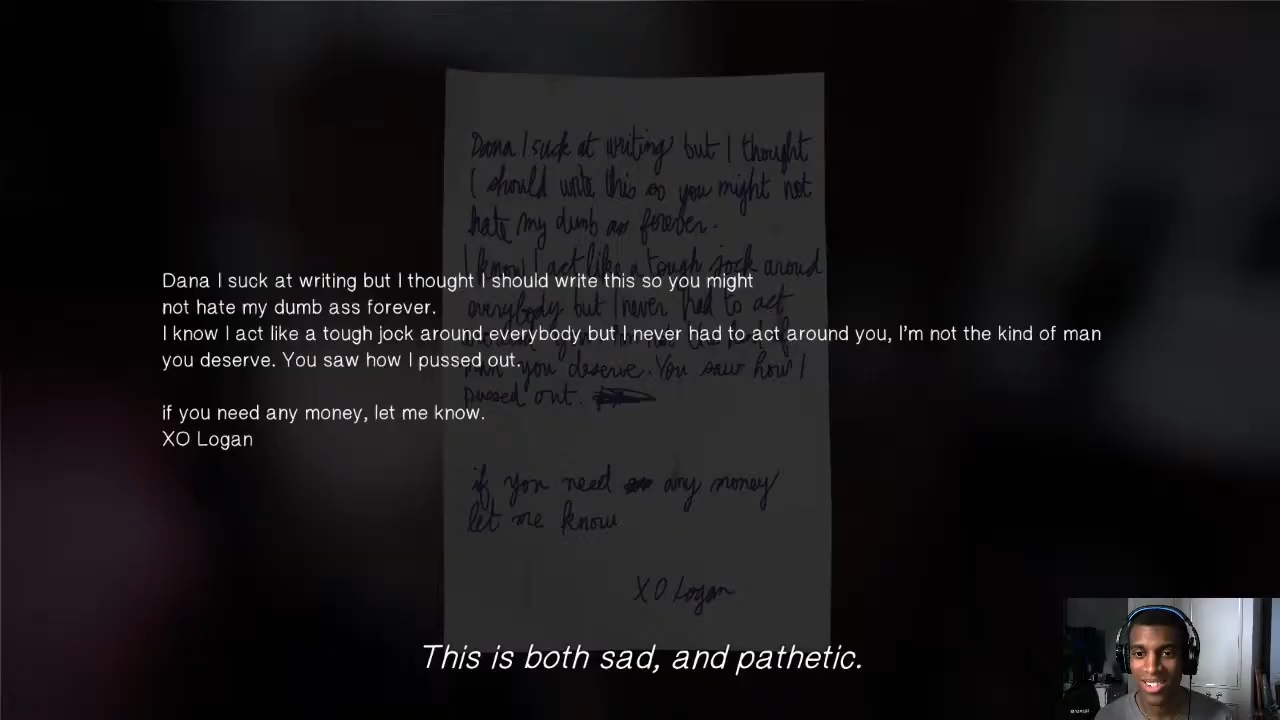 Dana I suck at writing but I thought
I should write this so you might not
hate my dumb ass forever.
I know I act like a tough jock around
everybody but I never had to act
man you deserve. You saw how I
pussed out.
if you need any money
let me know
XO Logan
Dana I suck at writing but I thought I should write this so you might
not hate my dumb ass forever.
I know I act like a tough jock around everybody but I never had to act around you, I'm not the kind of man
you deserve. You saw how I pussed out.
if you need any money, let me know.
XO Logan
This is both sad, and pathetic.